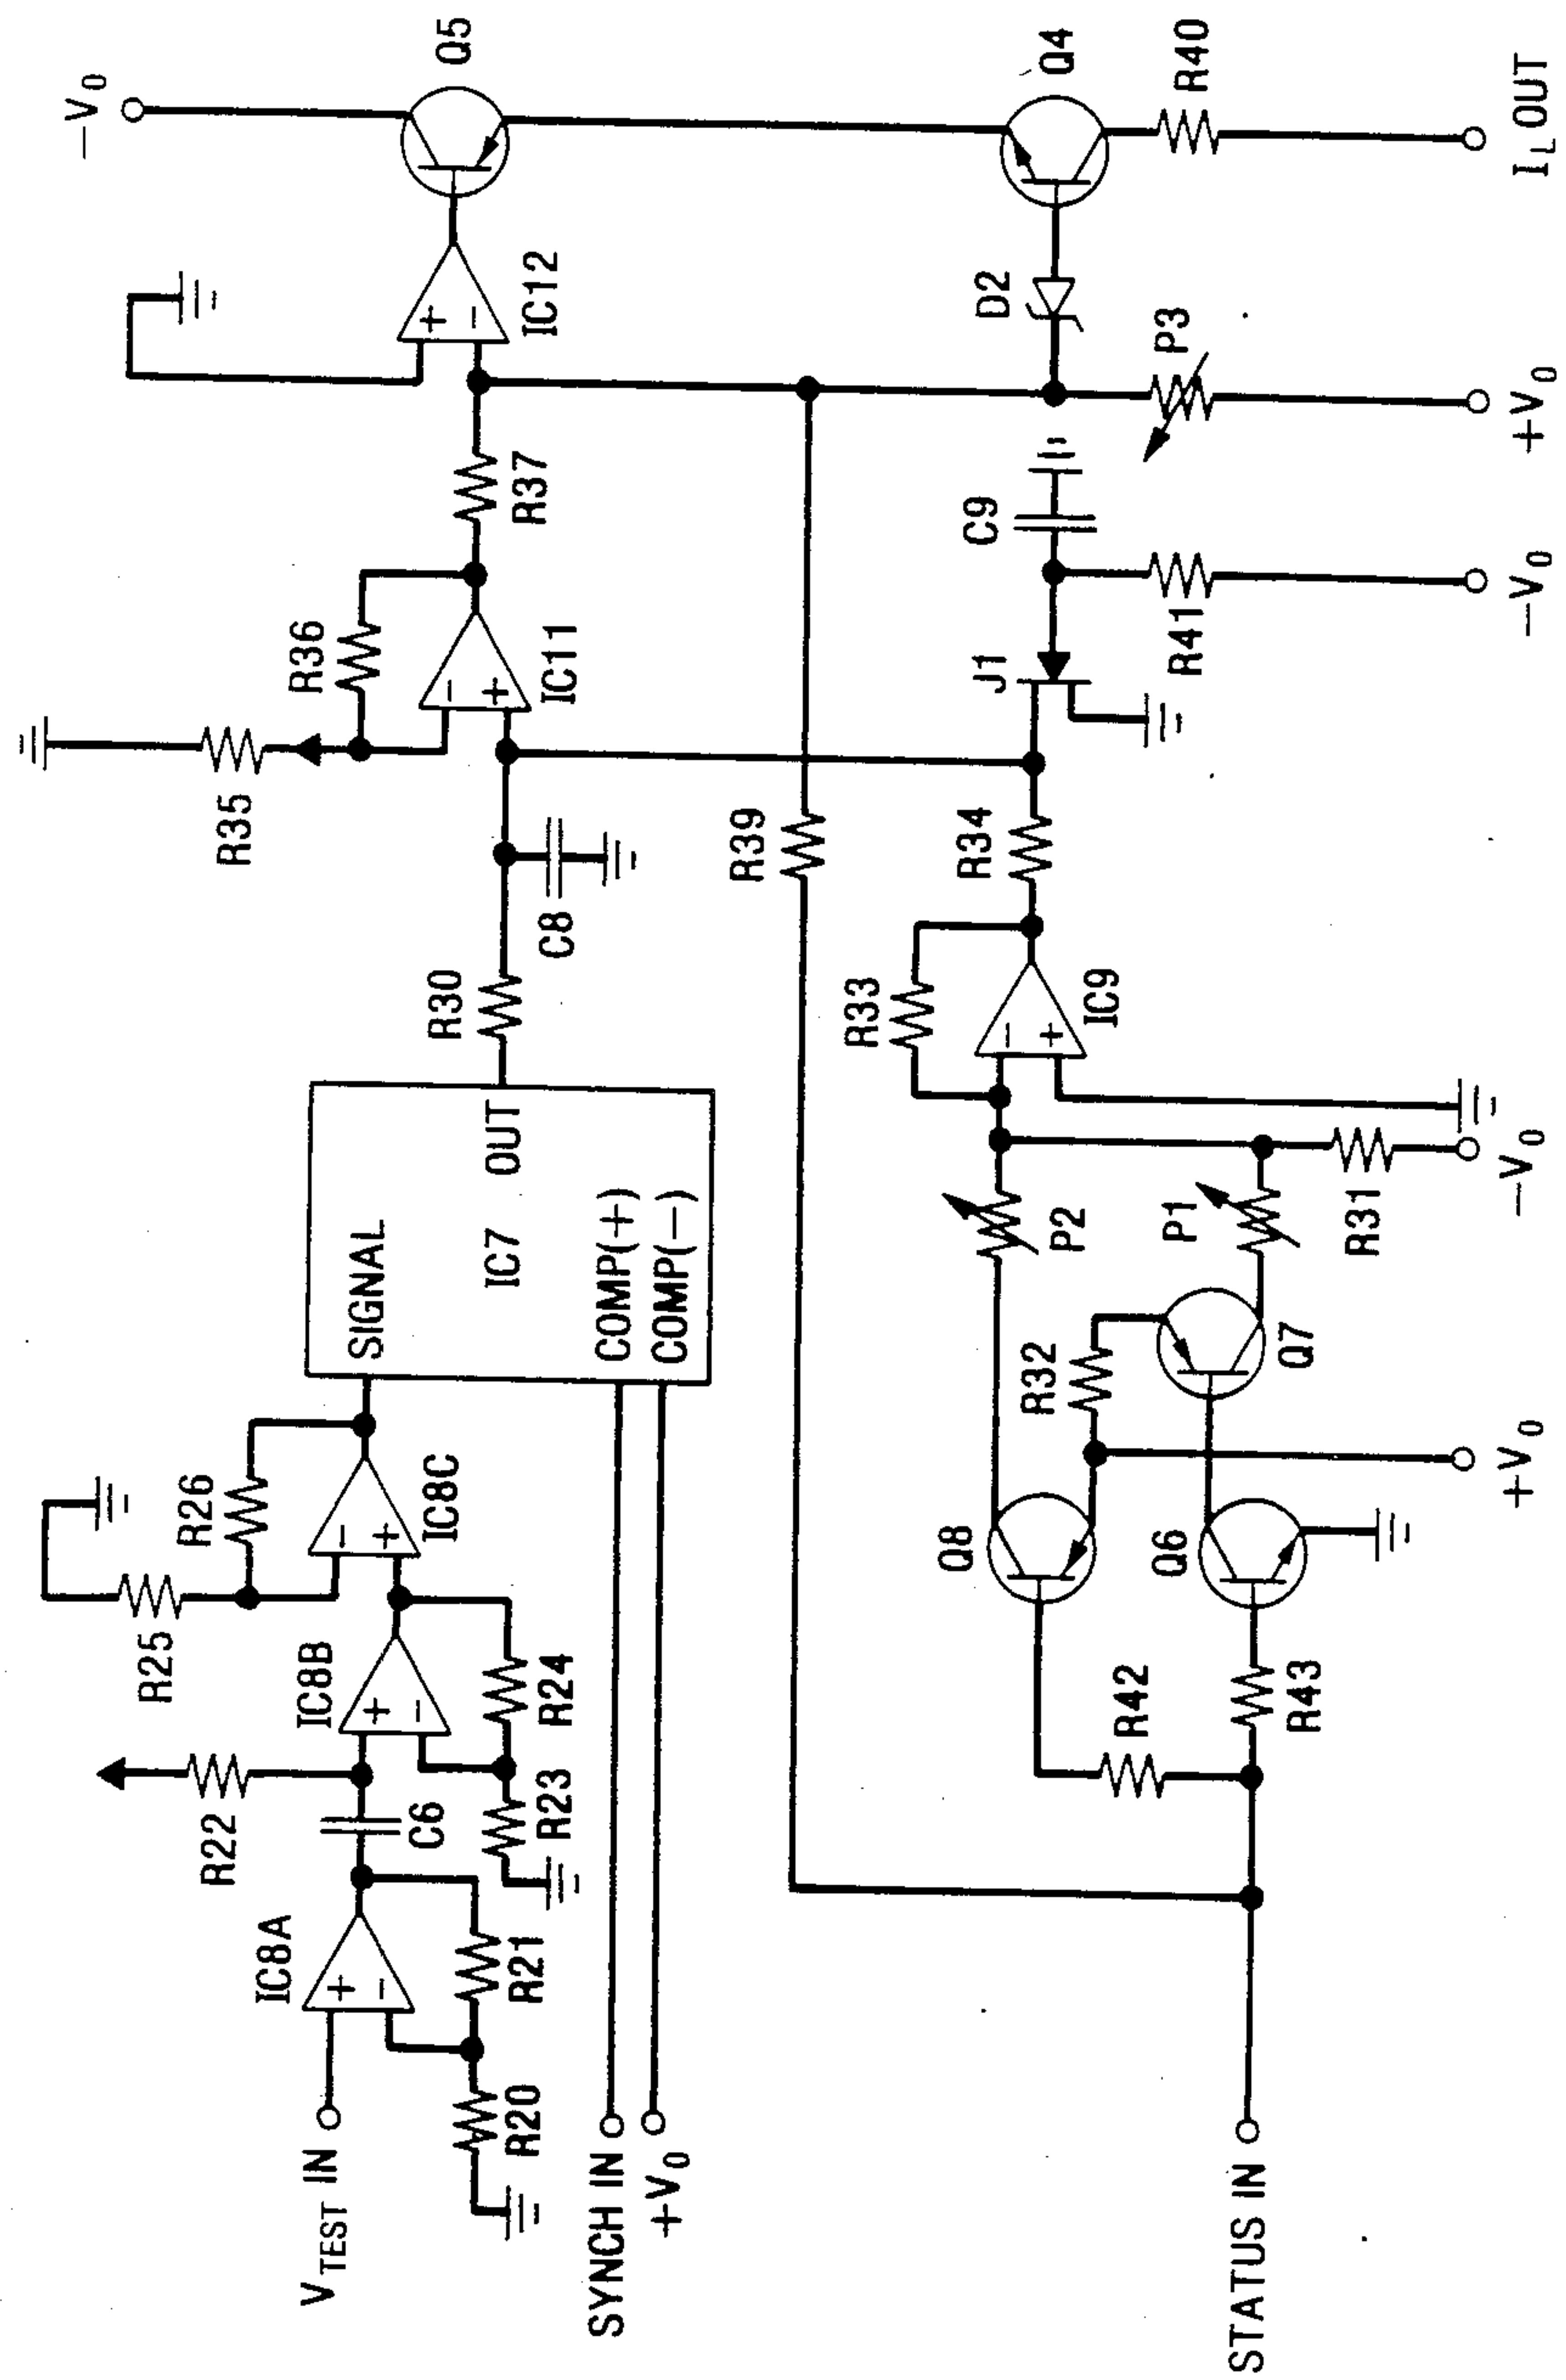 V_TEST IN
IC8A
+
−
R20
R21
R22
C6
IC8B
+
−
R23
R24
R25
R26
−
+
IC8C
SIGNAL
IC7 OUT
COMP(+)
COMP(−)
SYNCH IN
+V₀
R30
C8
R35
R36
−
+
IC11
R37
+
−
IC12
−V₀
Q5
R39
STATUS IN
R42
R43
Q8
Q6
R32
Q7
+V₀
P2
P1
R31
−V₀
R33
−
+
IC9
R34
J1
C9
R41
−V₀
D2
P3
+V₀
Q4
R40
I_L OUT